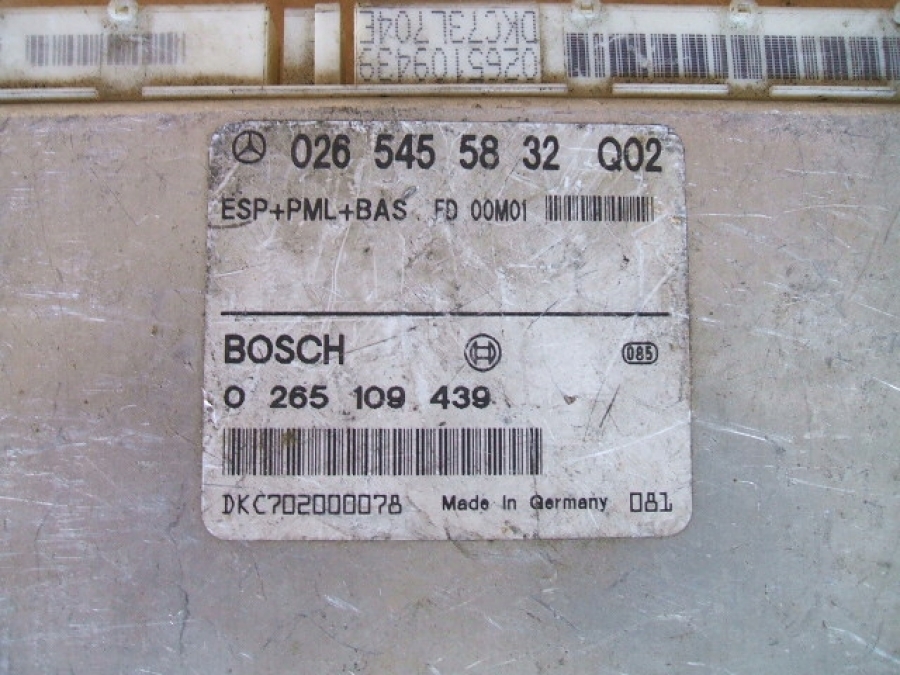 DKC73L704E
0265109439
026 545 58 32 Q02
ESP+PML+BAS FD 00M01
BOSCH
085
0 265 109 439
DKC702000078 Made in Germany 081